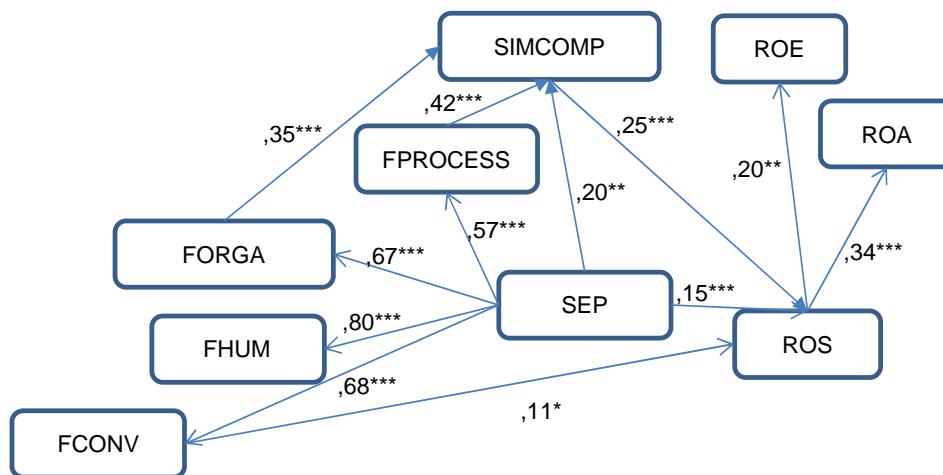 SIMCOMP
ROE
,42***
,35***
,25***
ROA
FPROCESS
,20**
,20**
,57***
FORGA
,67***
,34***
SEP
,15***
,80***
FHUM
ROS
,68***
,11*
FCONV